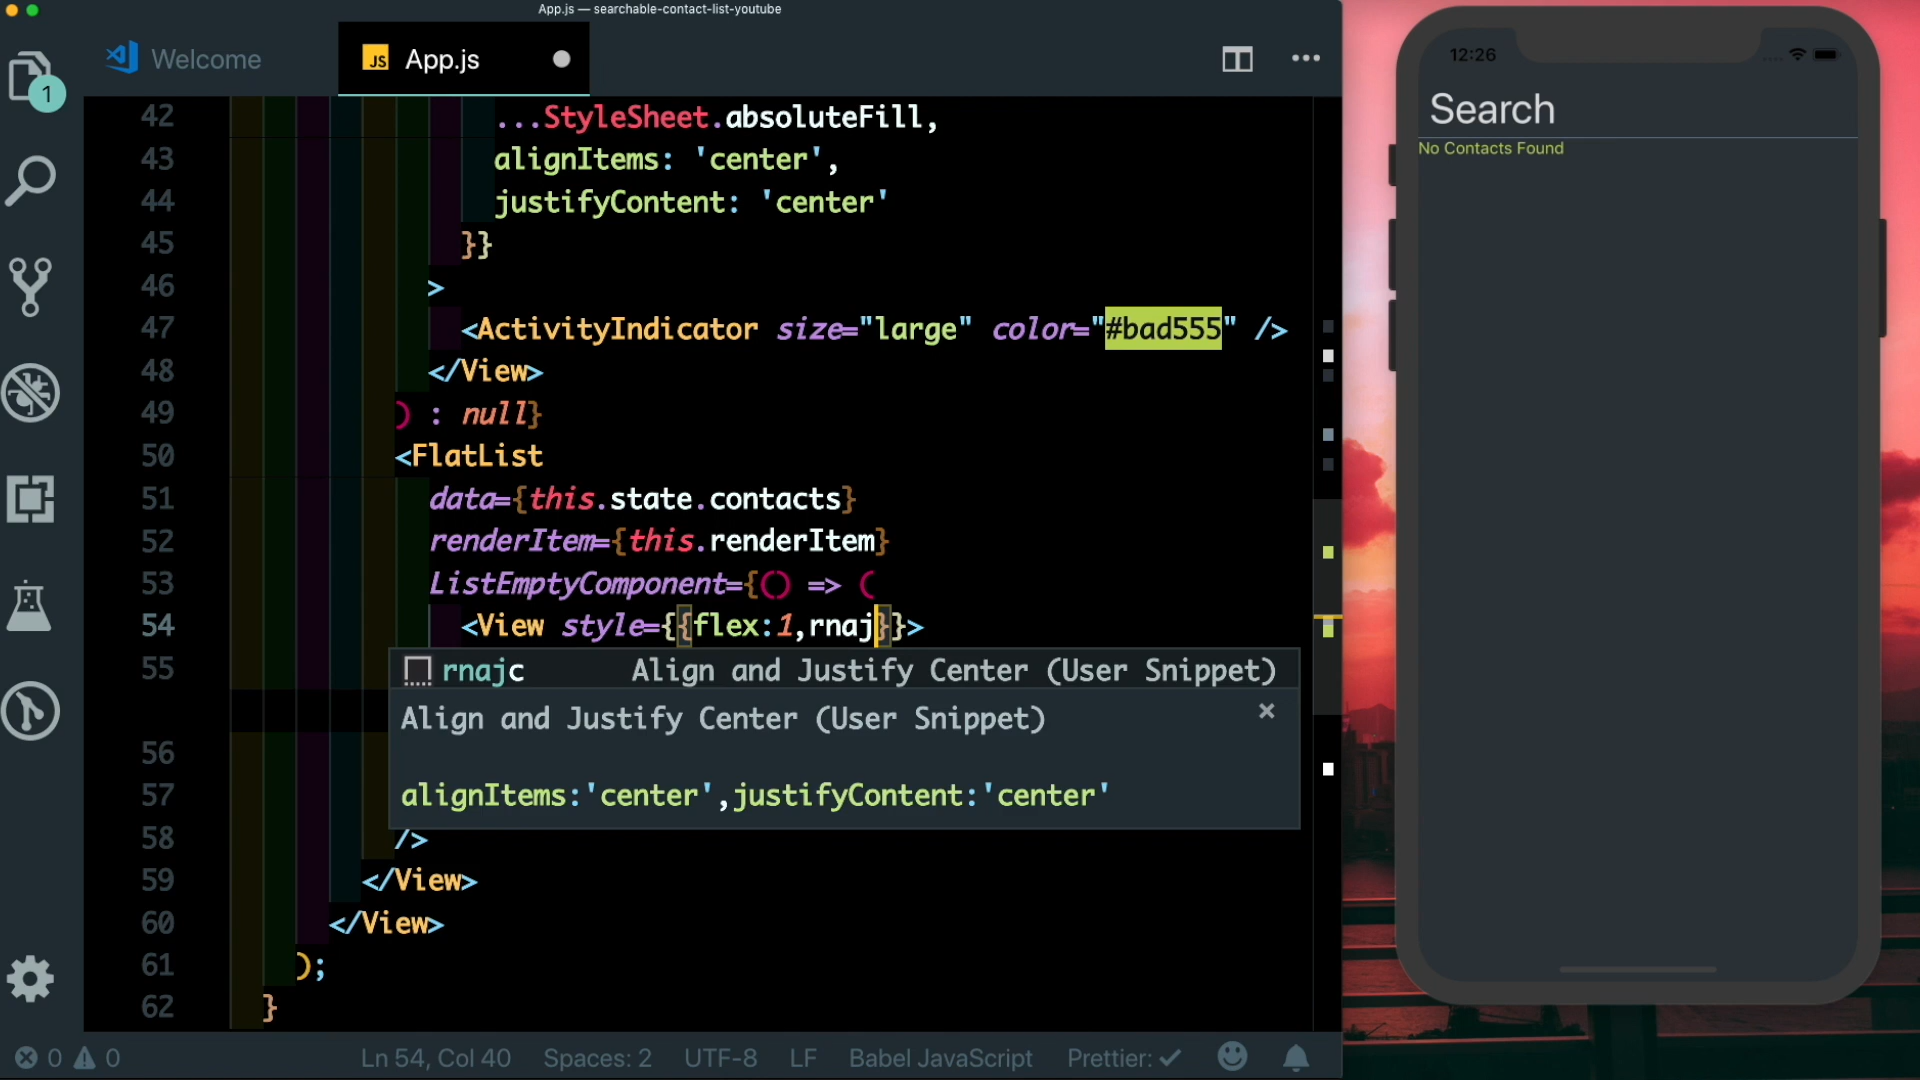 App.js — searchable-contact-list-youtube
Welcome
JS App.js
1
42 ...StyleSheet.absoluteFill,
43 alignItems: 'center',
44 justifyContent: 'center'
45 }}
46 >
47 <ActivityIndicator size="large" color="#bad555" />
48 </View>
49 ) : null}
50 <FlatList
51 data={this.state.contacts}
52 renderItem={this.renderItem}
53 ListEmptyComponent={() => (
54 <View style={{flex:1,rnaj}}>
55
rnajc Align and Justify Center (User Snippet)
Align and Justify Center (User Snippet) ×
alignItems:'center',justifyContent:'center'
56
57
58 />
59 </View>
60 </View>
61 );
62 }
0 0 Ln 54, Col 40 Spaces: 2 UTF-8 LF Babel JavaScript Prettier: ✓
12:26
Search
No Contacts Found